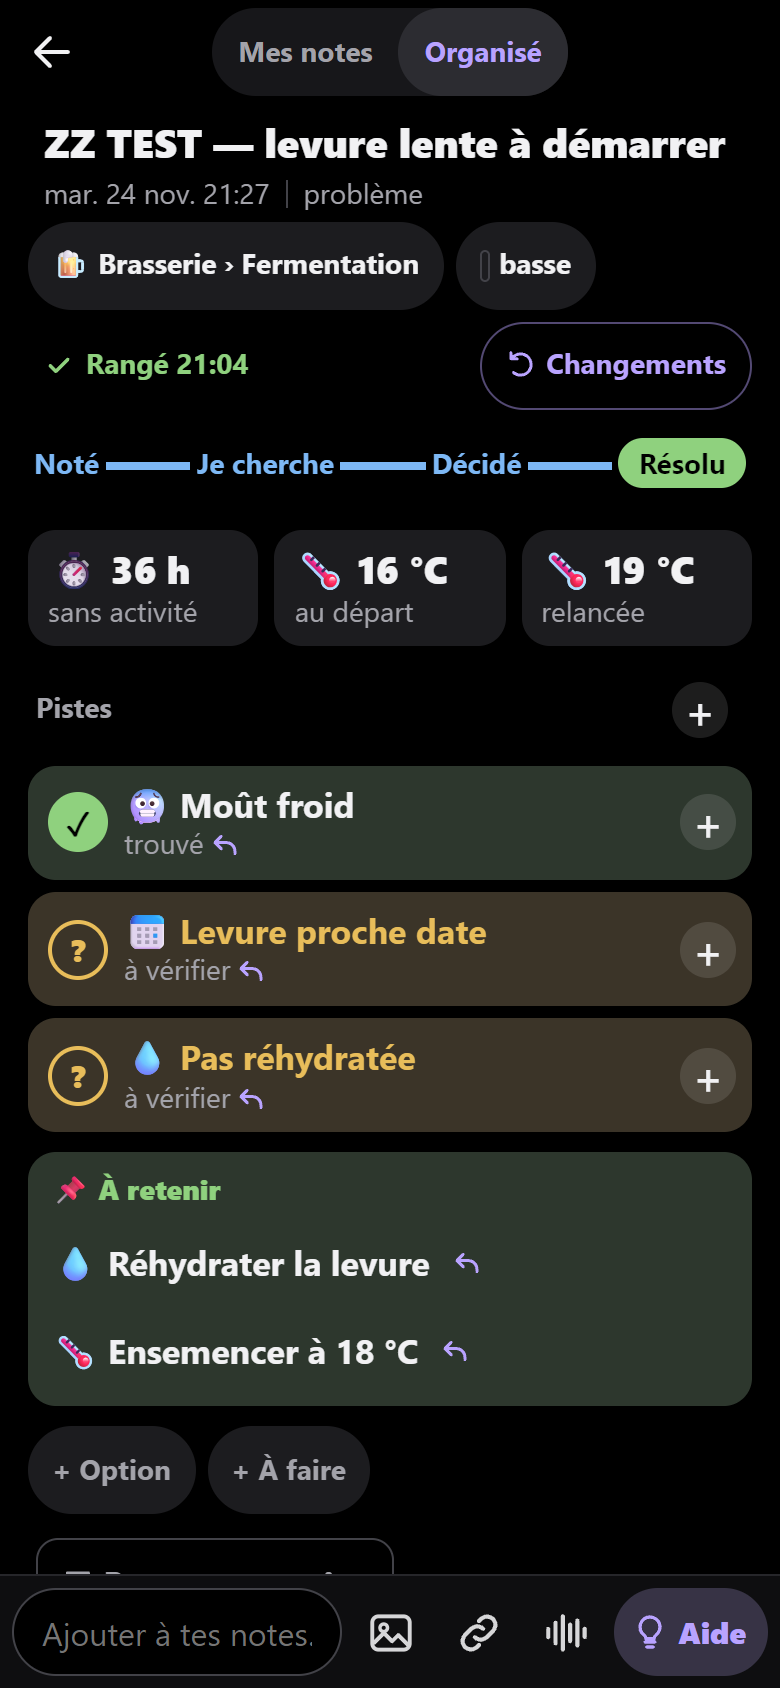 Mes notes Organisé
ZZ TEST — levure lente à démarrer
mar. 24 nov. 21:27 problème
Brasserie › Fermentation basse
Rangé 21:04 Changements
Noté Je cherche Décidé Résolu
36 h 16 °C 19 °C
sans activité au départ relancée
Pistes +
Moût froid +
trouvé
? Levure proche date +
à vérifier
? Pas réhydratée +
à vérifier
À retenir
Réhydrater la levure
Ensemencer à 18 °C
+ Option + À faire
Ajouter à tes notes. Aide